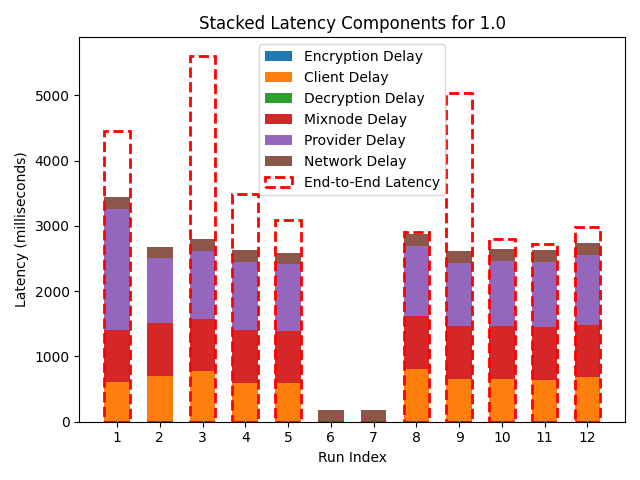 Stacked Latency Components for 1.0
Encryption Delay
Client Delay
Decryption Delay
Mixnode Delay
Provider Delay
Network Delay
End-to-End Latency
Latency (milliseconds)
5000
4000
3000
2000
1000
0
1 2 3 4 5 6 7 8 9 10 11 12
Run Index